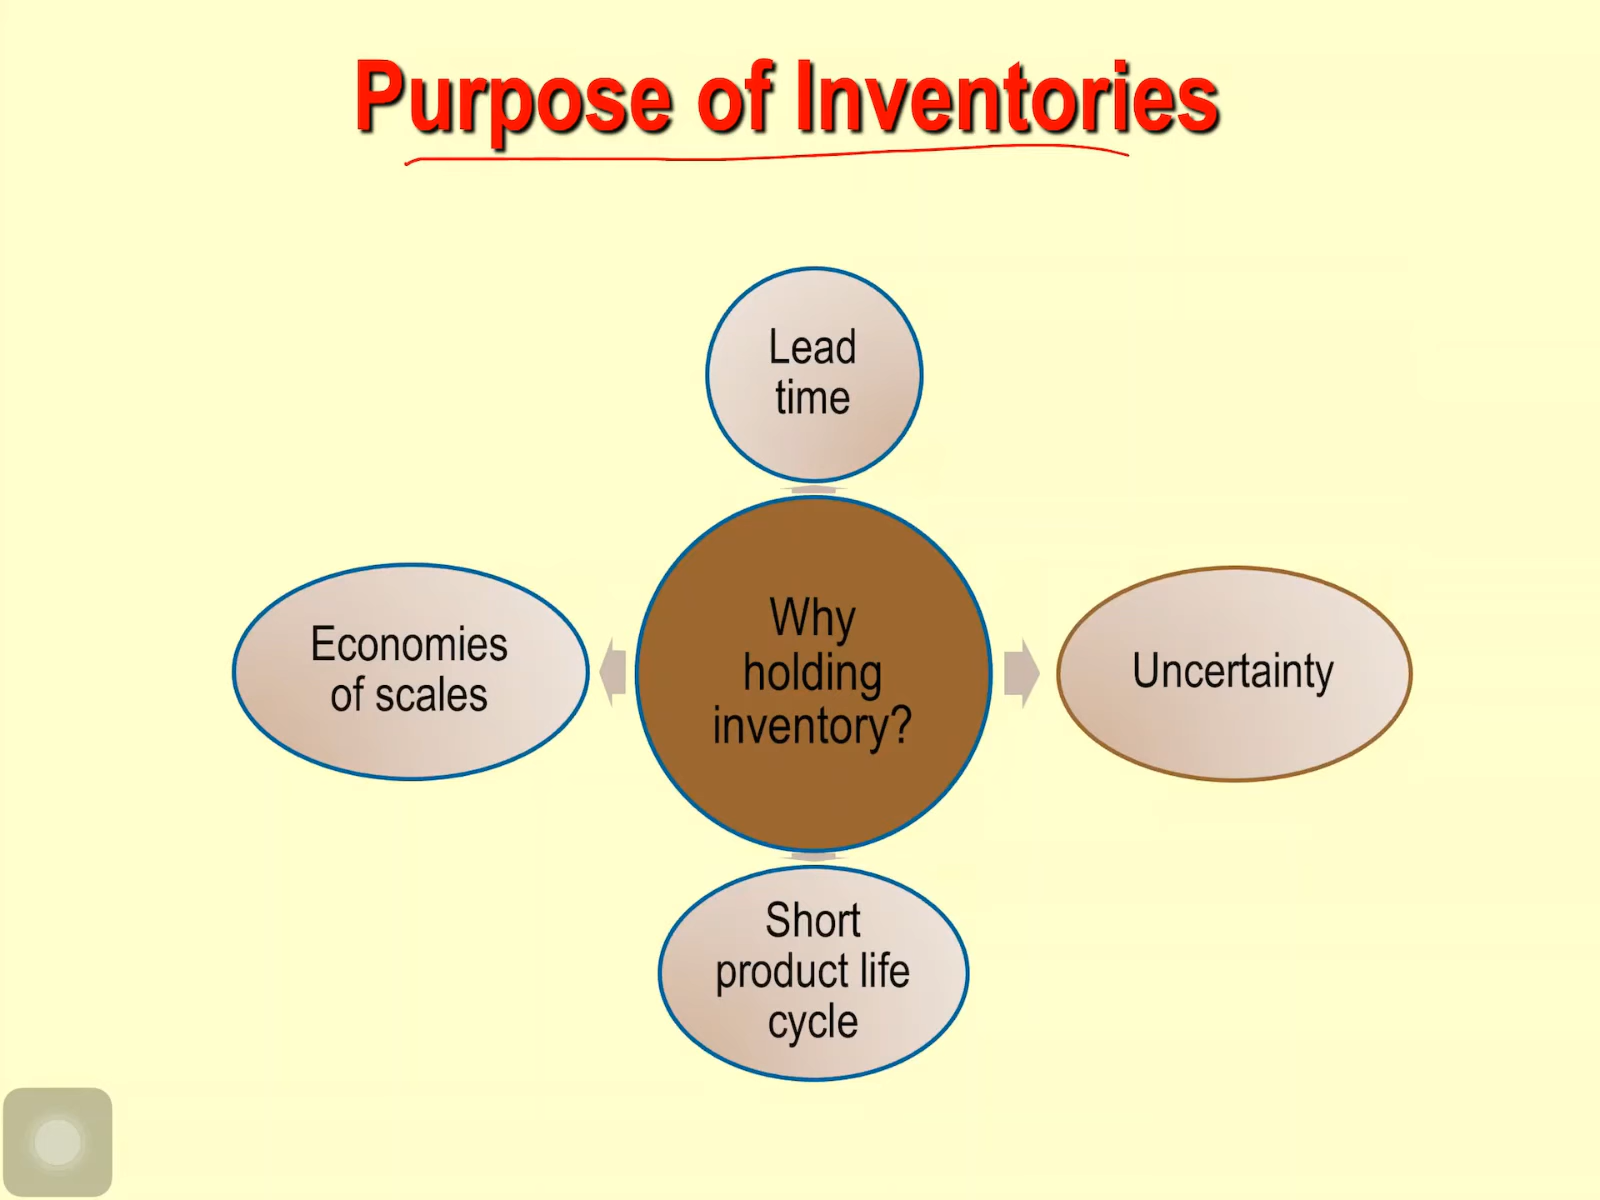 Purpose of Inventories
Lead
time
Economies
of scales
Why
holding
inventory?
Uncertainty
Short
product life
cycle